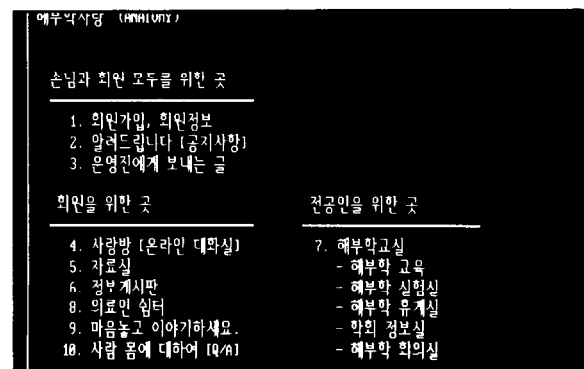 해부학사랑 (ANATOMY)
손님과 회원 모두를 위한 곳
1. 회원가입, 회원정보
2. 알려드립니다 [공지사항]
3. 운영진에게 보내는 글
회원을 위한 곳
4. 사랑방 [온라인 대화실]
5. 자료실
6. 정보게시판
8. 의료인 쉼터
9. 마음놓고 이야기하세요.
10. 사람 몸에 대하여 [Q/A]
전공인을 위한 곳
7. 해부학교실
- 해부학 교육
- 해부학 실험실
- 해부학 휴게실
- 학회 정보실
- 해부학 회의실